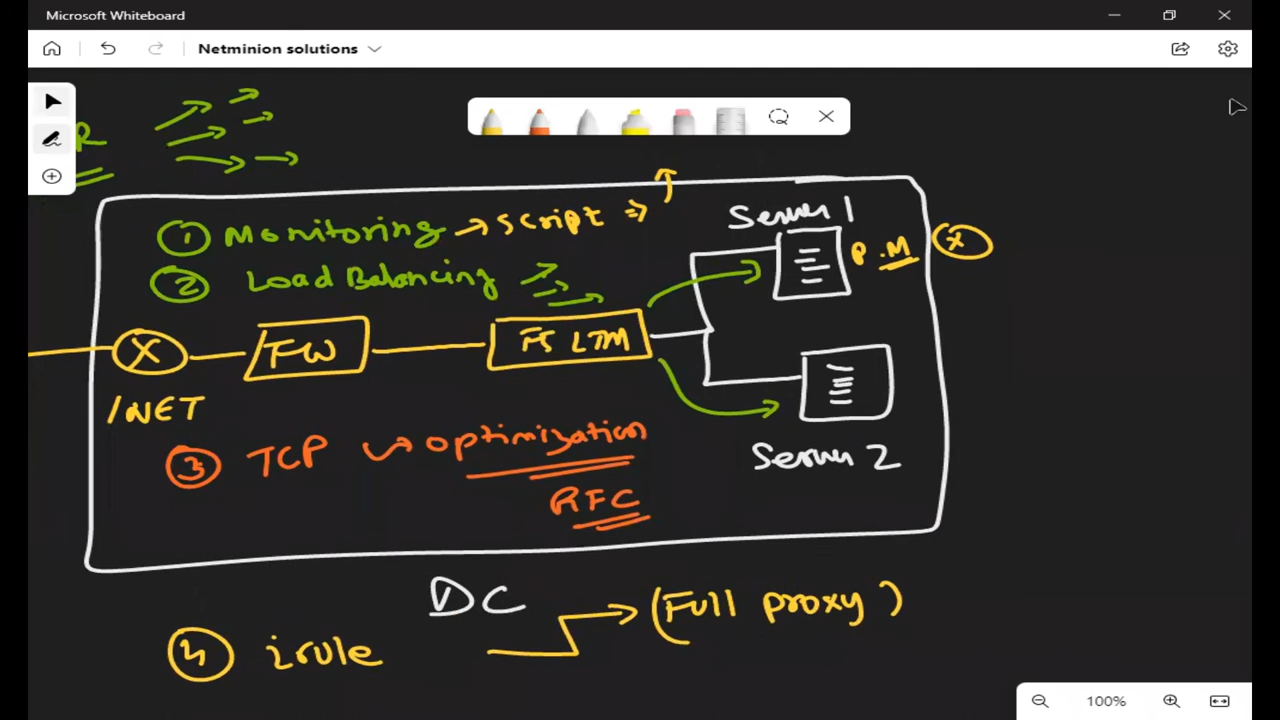 Microsoft Whiteboard
Netminion solutions
R
① Monitoring → script ⇒
Server 1
P.M X
② Load Balancing
X
FW
F5 LTM
INET
③ TCP → optimization
RFC
Server 2
DC
④ irule → (Full proxy)
100%